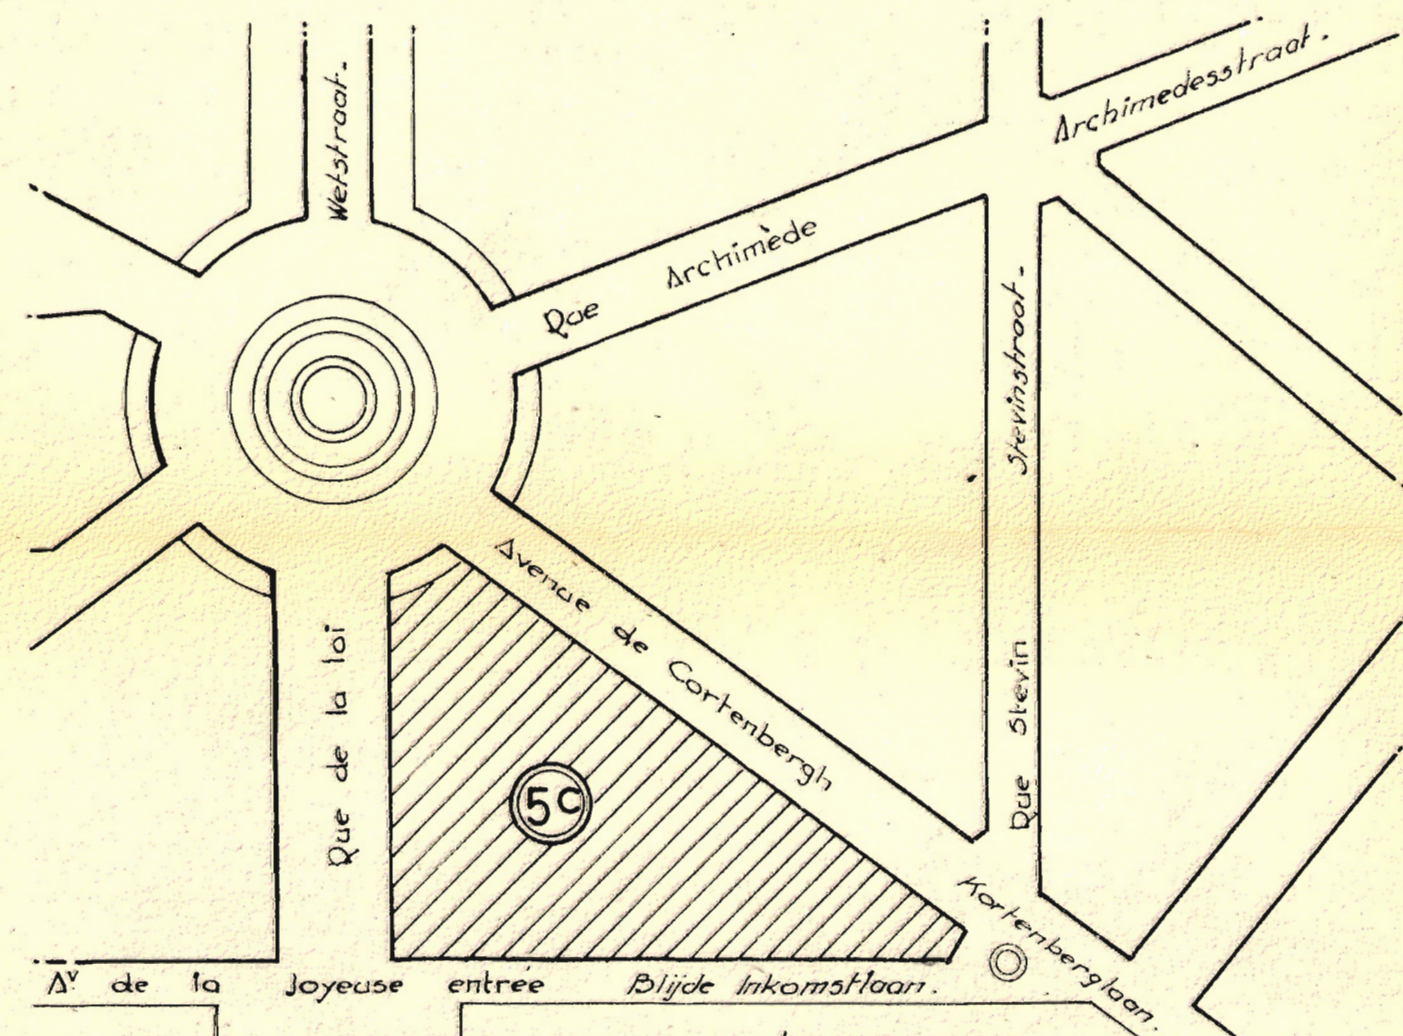 Wetstraat.
Archimedesstraat.
Rue Archimède
Stevinstraat.
Avenue de Cortenbergh
Rue de la loi
Rue Stevin
5C
Kortenberglaan.
Av de la Joyeuse entrée Blijde Inkomstlaan.